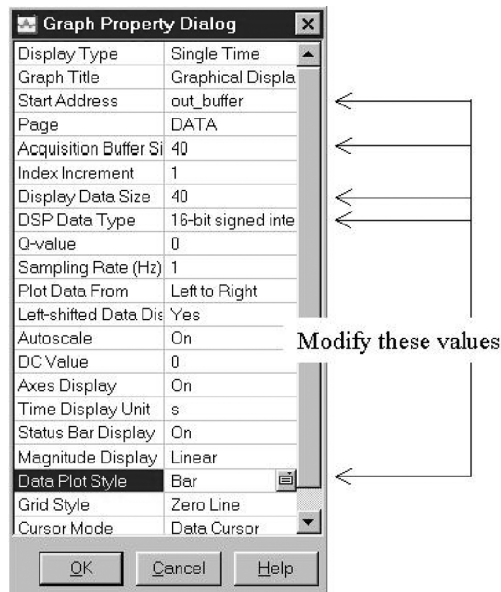 Graph Property Dialog
Display Type Single Time
Graph Title Graphical Displa
Start Address out_buffer
Page DATA
Acquisition Buffer Si 40
Index Increment 1
Display Data Size 40
DSP Data Type 16-bit signed inte
Q-value 0
Sampling Rate (Hz) 1
Plot Data From Left to Right
Left-shifted Data Dis Yes
Autoscale On
DC Value 0
Axes Display On
Time Display Unit s
Status Bar Display On
Magnitude Display Linear
Data Plot Style Bar
Grid Style Zero Line
Cursor Mode Data Cursor
OK Cancel Help
Modify these values